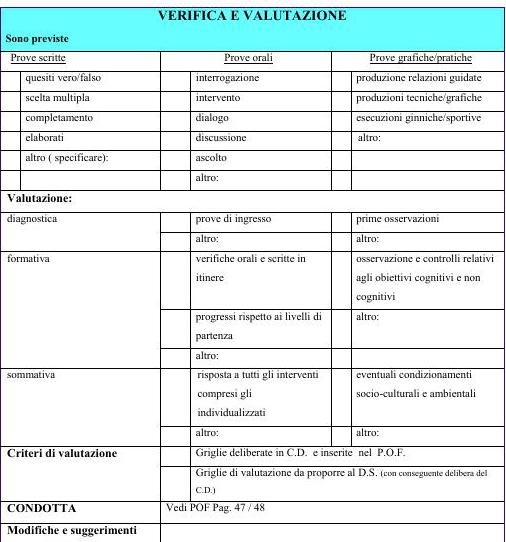 VERIFICA E VALUTAZIONE
Sono previste
Prove scritte
Prove orali
Prove grafiche/pratiche
quesiti vero/falso
interrogazione
produzione relazioni guidate
scelta multipla
intervento
produzioni tecniche/grafiche
completamento
dialogo
esecuzioni ginniche/sportive
elaborati
discussione
altro:
altro ( specificare):
ascolto
altro:
Valutazione:
diagnostica
prove di ingresso
prime osservazioni
altro:
altro:
formativa
verifiche orali e scritte in
itinere
osservazione e controlli relativi
agli obiettivi cognitivi e non
cognitivi
progressi rispetto ai livelli di
partenza
altro:
altro:
sommativa
risposta a tutti gli interventi
compresi gli
individualizzati
eventuali condizionamenti
socio-culturali e ambientali
altro:
altro:
Criteri di valutazione
Griglie deliberate in C.D. e inserite nel P.O.F.
Griglie di valutazione da proporre al D.S. (con conseguente delibera del
C.D.)
CONDOTTA
Vedi POF Pag. 47 / 48
Modifiche e suggerimenti